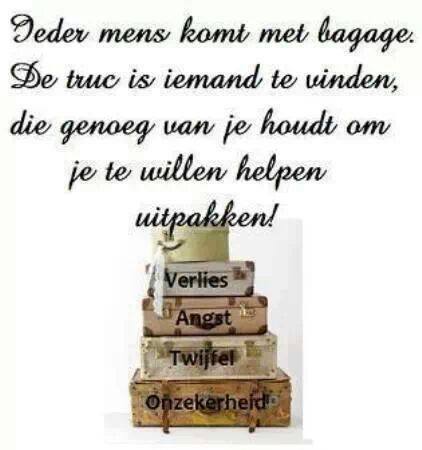 Ieder mens komt met bagage.
De truc is iemand te vinden,
die genoeg van je houdt om
je te willen helpen
uitpakken!
Verlies
Angst
Twijfel
Onzekerheid